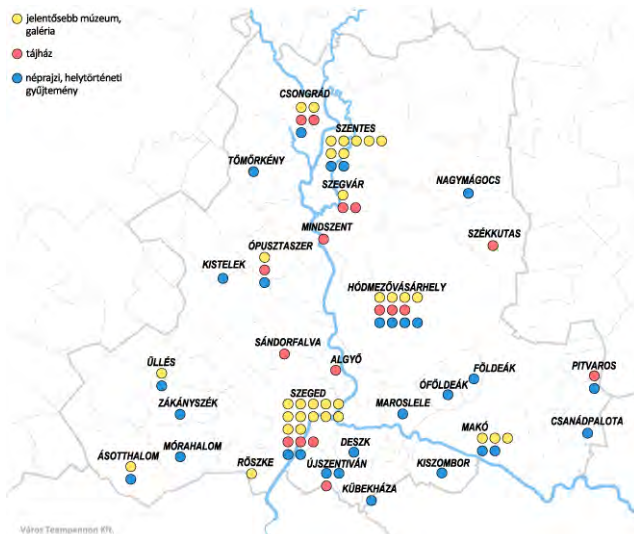 jelentősebb múzeum,
galéria
tájház
néprajzi, helytörténeti
gyűjtemény
CSONGRÁD
SZENTES
TÖMÖRKÉNY
SZEGVÁR
NAGYMÁGOCS
MINDSZENT
SZÉKKUTAS
ÓPUSZTASZER
KISTELEK
HÓDMEZŐVÁSÁRHELY
SÁNDORFALVA
ALGYŐ
ÜLLÉS
FÖLDEÁK
PITVAROS
ÓFÖLDEÁK
ZÁKÁNYSZÉK
SZEGED
MAROSLELE
CSANÁDPALOTA
MAKÓ
MÓRAHALOM
DESZK
ÁSOTTHALOM
RÖSZKE
ÚJSZENTIVÁN
KISZOMBOR
KÜBEKHÁZA
Város Teampannon Kft.